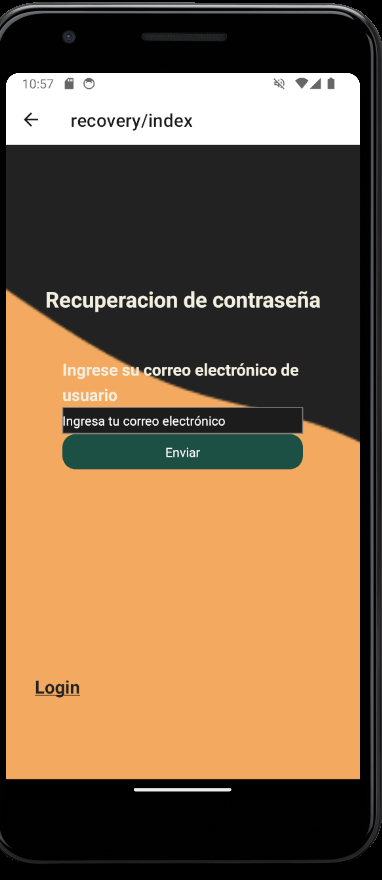 10:57
recovery/index
Recuperacion de contraseña
Ingrese su correo electrónico de
usuario
Ingresa tu correo electrónico
Enviar
Login